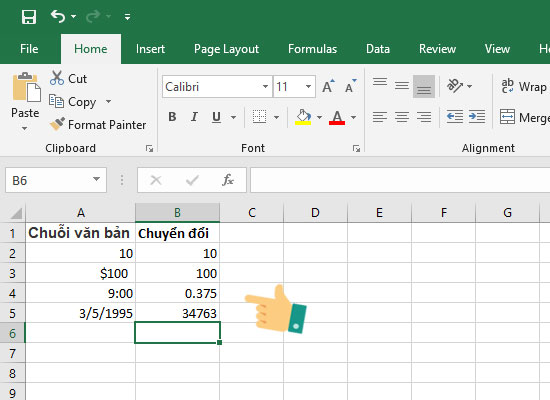 File Home Insert Page Layout Formulas Data Review View
Cut
Copy
Format Painter
Paste
Clipboard
Calibri 11
B I U A
Font
ab Wrap
Merge
Alignment
B6 fx
A B C D E F G
1 Chuỗi văn bản Chuyển đổi
2 10 10
3 $100 100
4 9:00 0.375
5 3/5/1995 34763
6
7
8
9